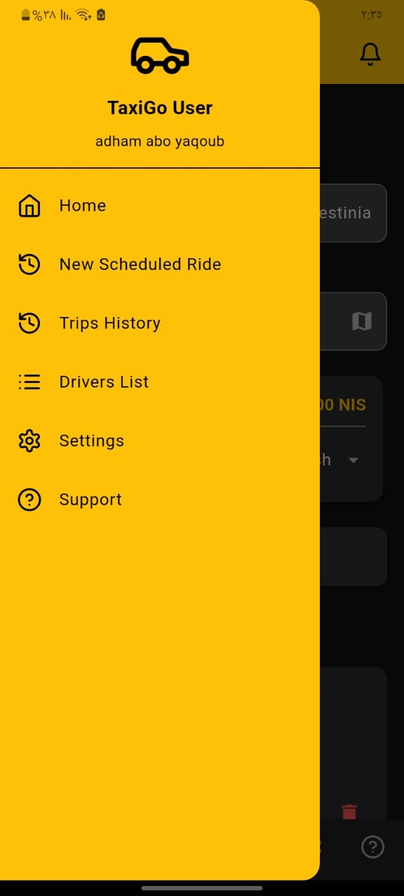 %٣٨
٢:٣٥
TaxiGo User
adham abo yaqoub
Home
estinia
New Scheduled Ride
Trips History
Drivers List
00 NIS
Settings
h
Support